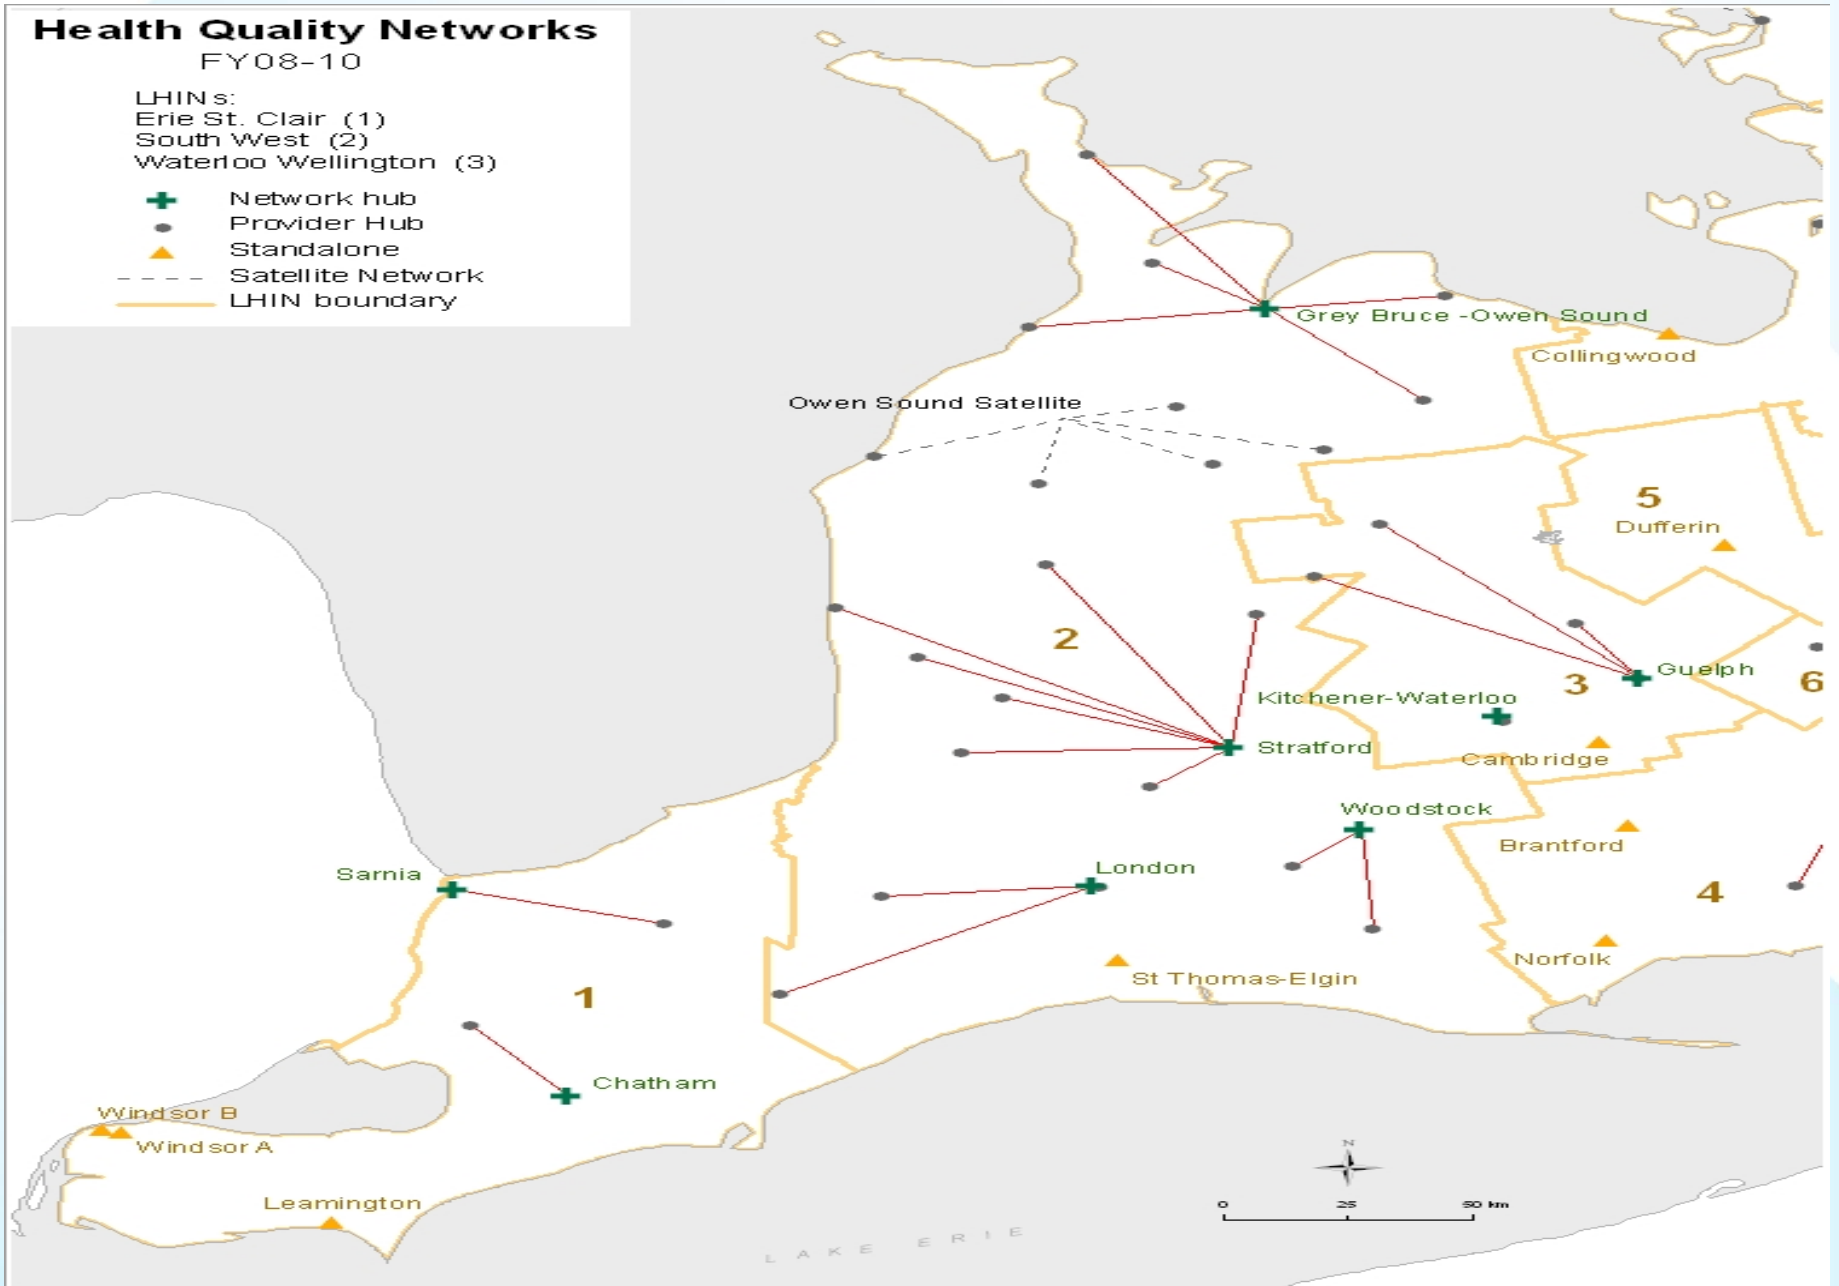 Health Quality Networks
FY08-10
LHINs:
Erie St. Clair (1)
South West (2)
Waterloo Wellington (3)
Network hub
Provider Hub
Standalone
Satellite Network
LHIN boundary
Grey Bruce -Owen Sound
Collingwood
Owen Sound Satellite
5
Dufferin
2
Guelph
3
6
Kitchener-Waterloo
Stratford
Cambridge
Woodstock
Brantford
London
Sarnia
4
Norfolk
St Thomas-Elgin
1
Chatham
Windsor B
Windsor A
Leamington
N
0 25 50 km
LAKE ERIE